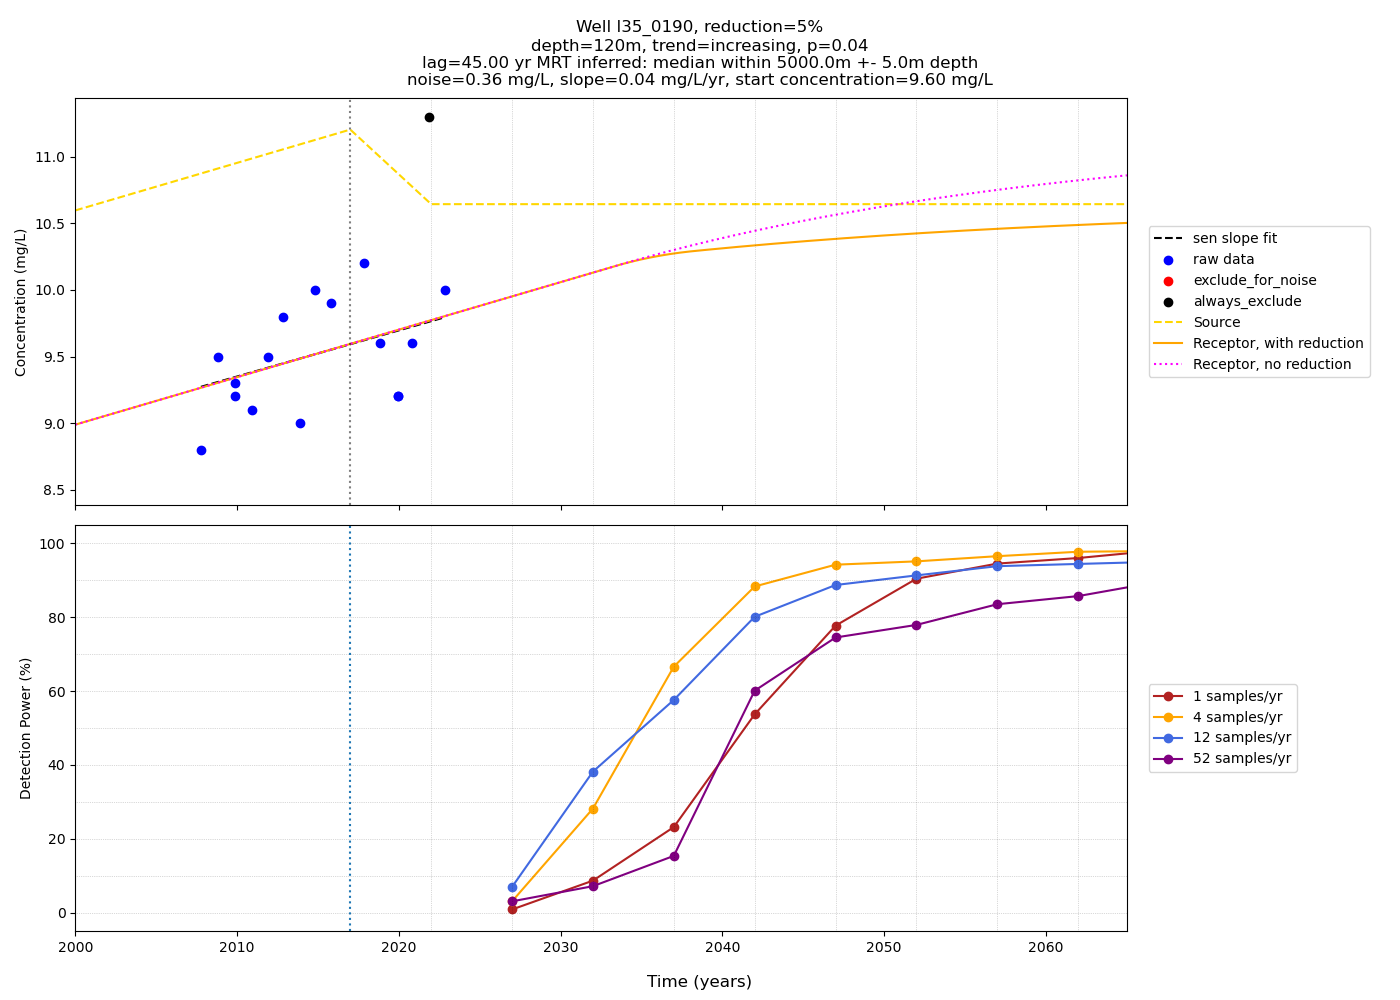 Well l35_0190, reduction=5%
depth=120m, trend=increasing, p=0.04
lag=45.00 yr MRT inferred: median within 5000.0m +- 5.0m depth
noise=0.36 mg/L, slope=0.04 mg/L/yr, start concentration=9.60 mg/L
Concentration (mg/L)
11.0
10.5
10.0
9.5
9.0
8.5
sen slope fit
raw data
exclude_for_noise
always_exclude
Source
Receptor, with reduction
Receptor, no reduction
Detection Power (%)
100
80
60
40
20
0
1 samples/yr
4 samples/yr
12 samples/yr
52 samples/yr
2000 2010 2020 2030 2040 2050 2060
Time (years)